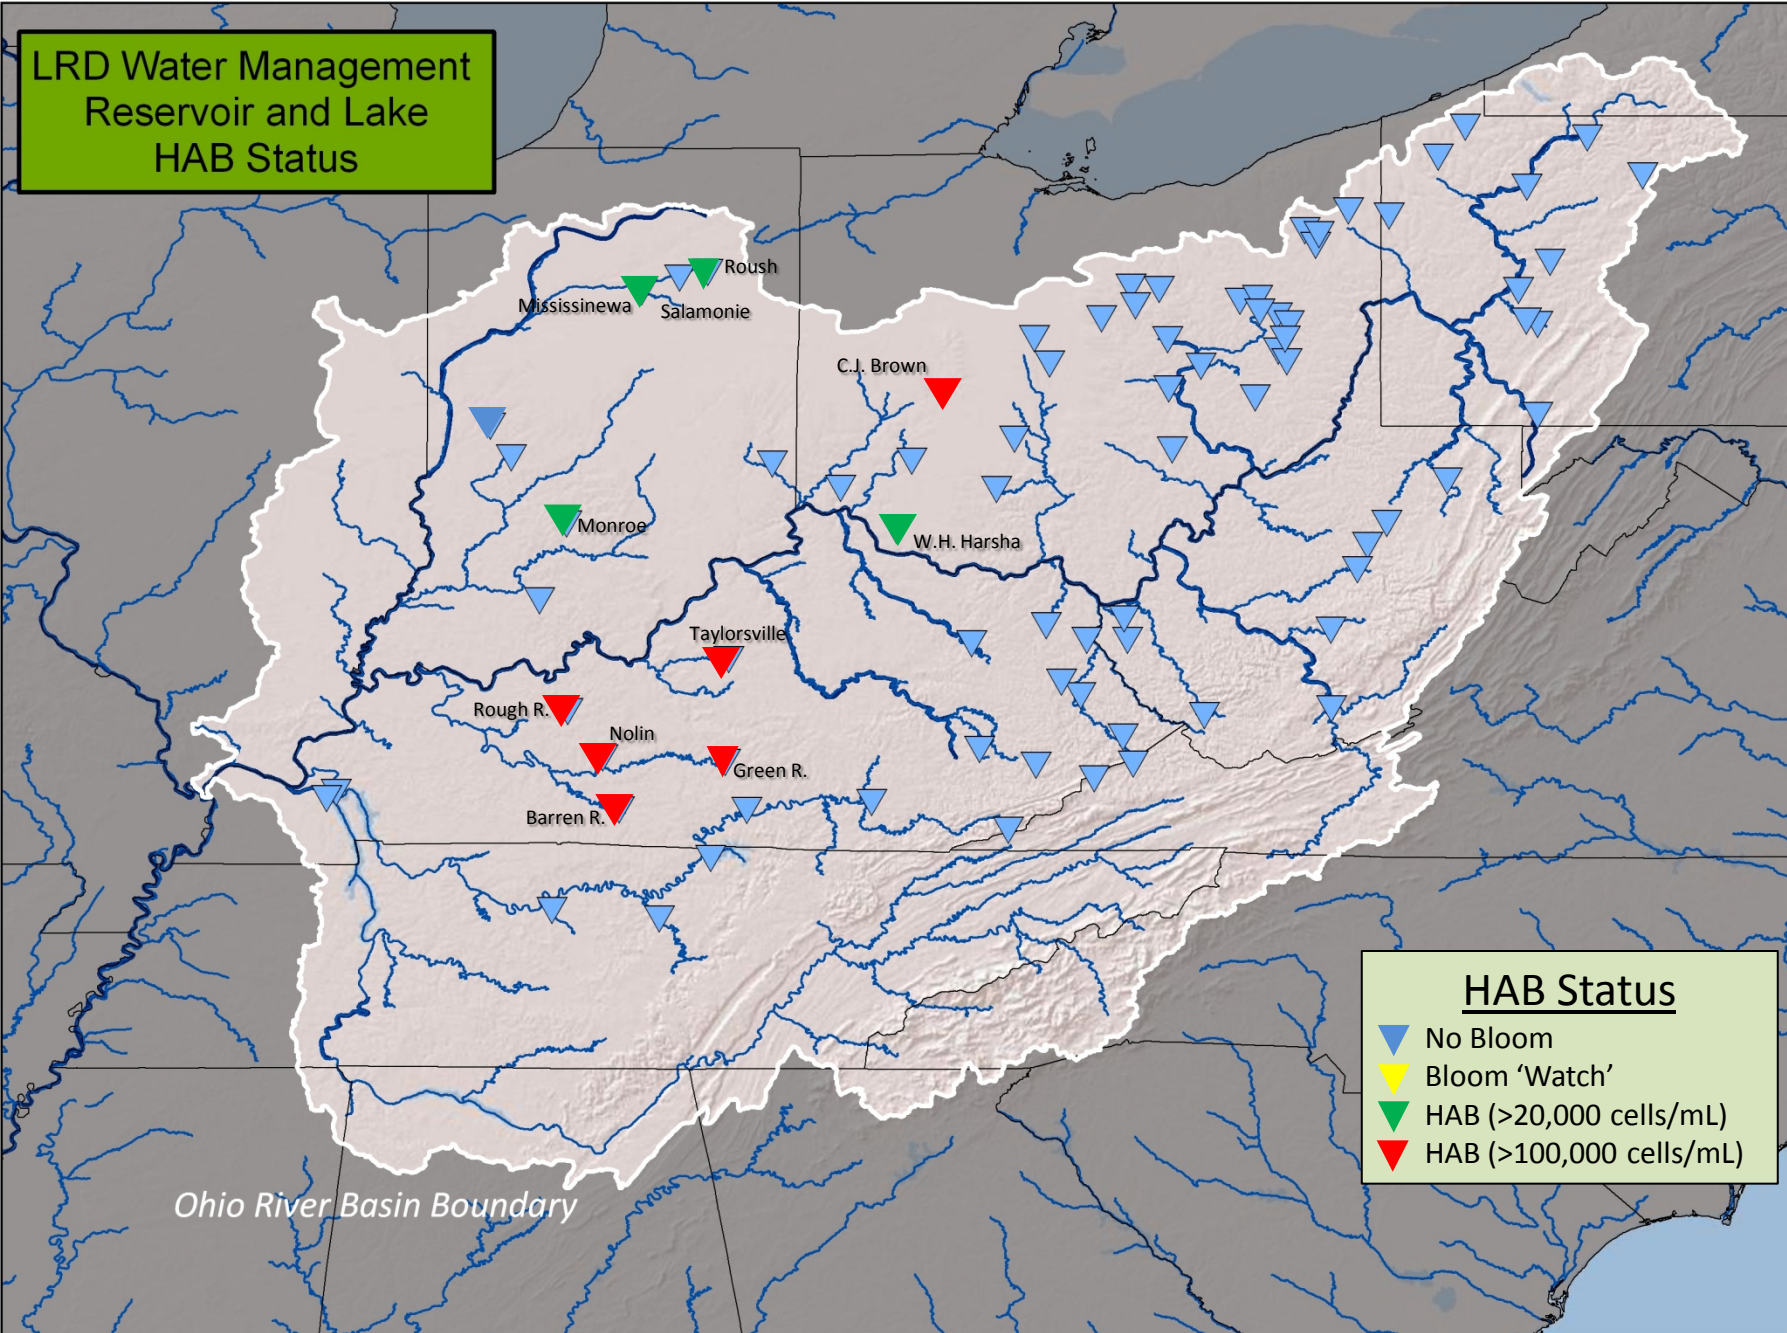 LRD Water Management
Reservoir and Lake
HAB Status
Roush
Mississinewa
Salamonie
C.J. Brown
Monroe
W.H. Harsha
Taylorsville
Rough R.
Nolin
Green R.
Barren R.
HAB Status
No Bloom
Bloom ‘Watch’
HAB (>20,000 cells/mL)
HAB (>100,000 cells/mL)
Ohio River Basin Boundary